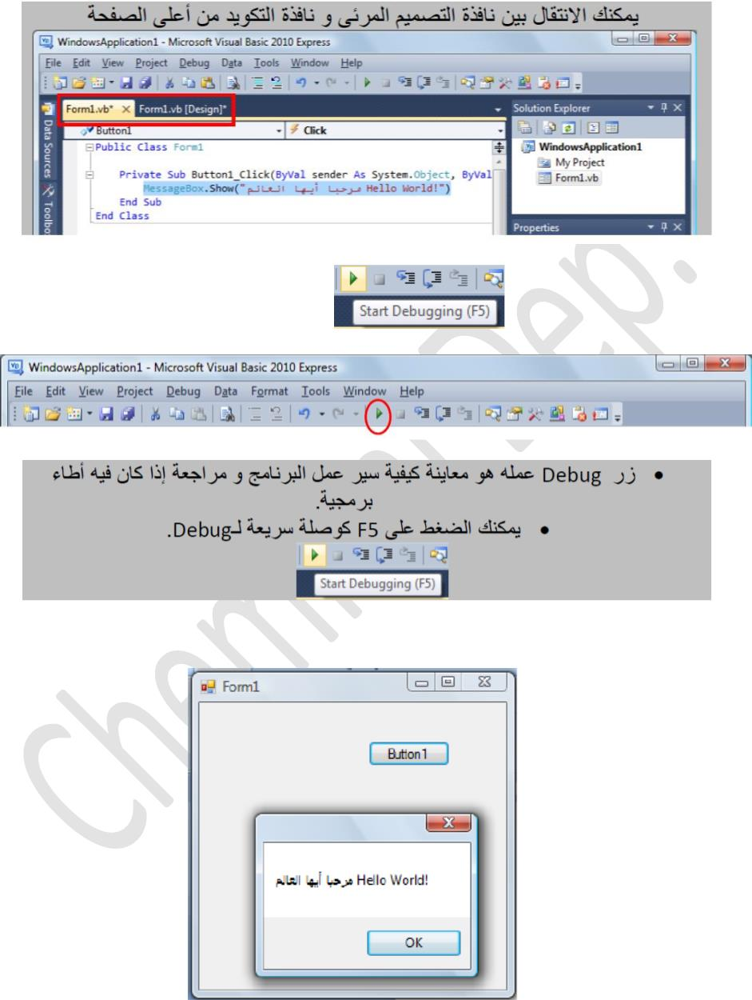 يمكنك الانتقال بين نافذة التصميم المرئى و نافذة التكويد من أعلى الصفحة
WindowsApplication1 - Microsoft Visual Basic 2010 Express
File Edit View Project Debug Data Tools Window Help
Form1.vb* X Form1.vb [Design]*
Solution Explorer
Button1 Click
Data Sources
Toolbo
Public Class Form1
Private Sub Button1_Click(ByVal sender As System.Object, ByVal
MessageBox.Show("مرحبا أيها العالم Hello World!")
End Sub
End Class
WindowsApplication1
My Project
Form1.vb
Properties
Start Debugging (F5)
WindowsApplication1 - Microsoft Visual Basic 2010 Express
File Edit View Project Debug Data Format Tools Window Help
• زر Debug عمله هو معاينة كيفية سير عمل البرنامج و مراجعة إذا كان فيه أطاء
برمجية.
• يمكنك الضغط على F5 كوصلة سريعة لـDebug.
Start Debugging (F5)
Form1
Button1
مرحبا أيها العالم Hello World!
OK